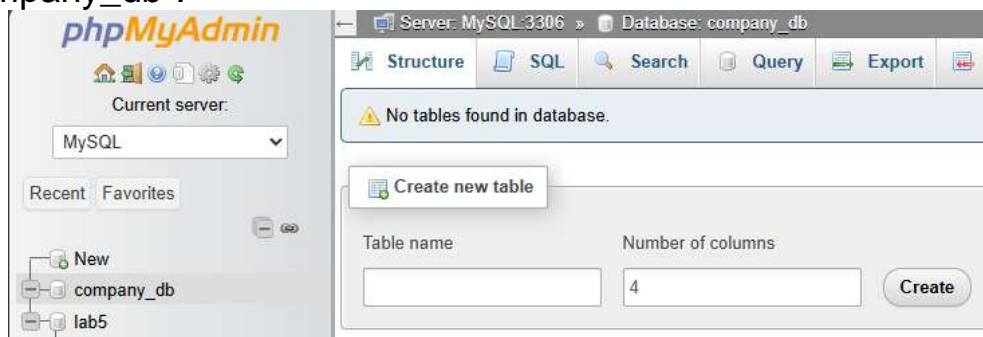 mpany_db".
phpMyAdmin
Current server:
MySQL
Recent Favorites
New
company_db
lab5
Server: MySQL:3306 » Database: company_db
Structure SQL Search Query Export
No tables found in database.
Create new table
Table name Number of columns
4 Create